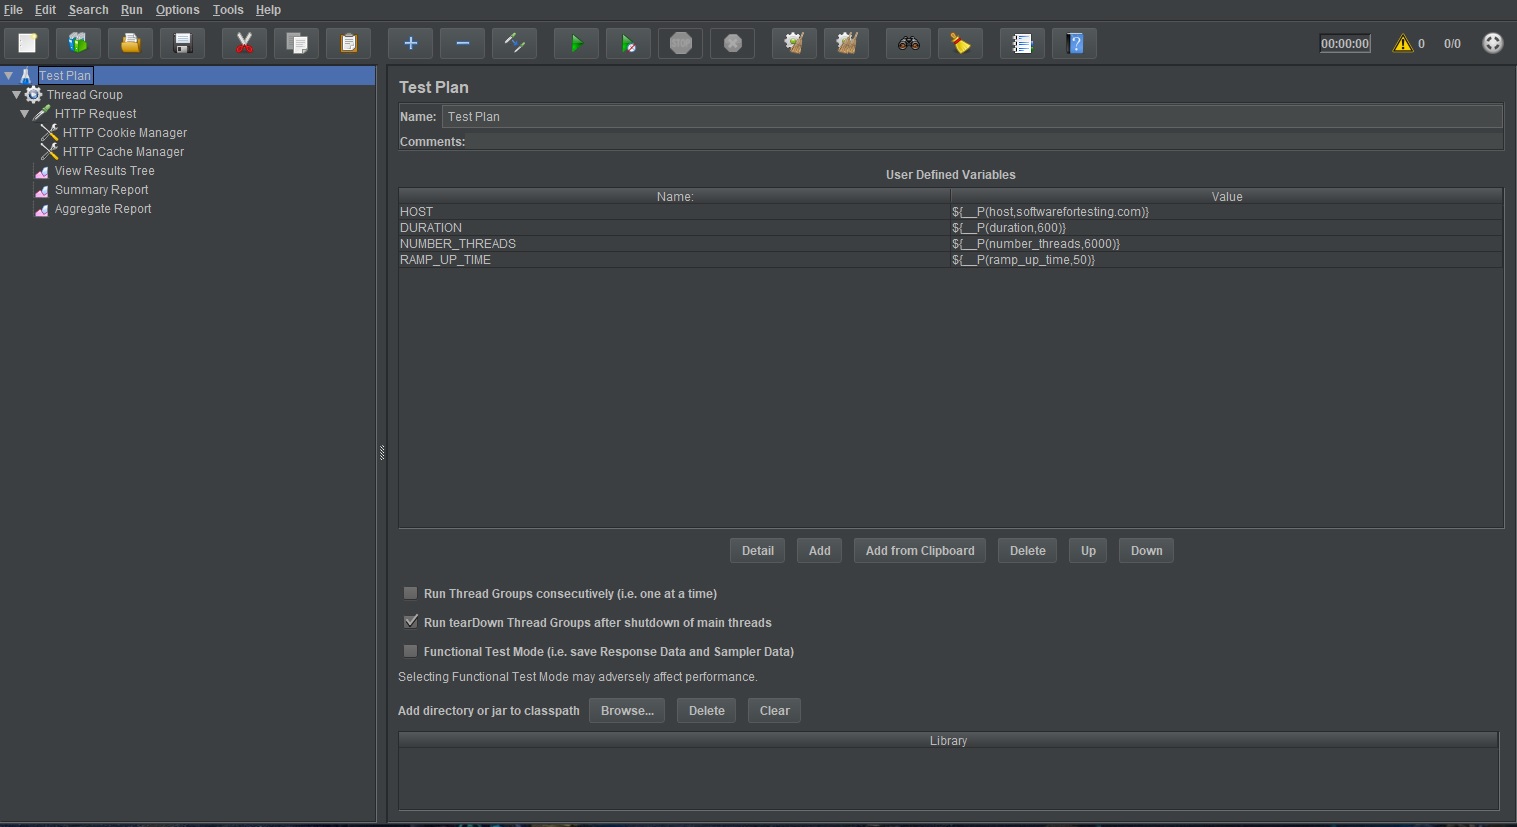 File Edit Search Run Options Tools Help
STOP 00:00:00 0 0/0
Test Plan
Thread Group
HTTP Request
HTTP Cookie Manager
HTTP Cache Manager
View Results Tree
Summary Report
Aggregate Report
Test Plan
Name: Test Plan
Comments:
User Defined Variables
Name: Value
HOST ${__P(host,softwarefortesting.com)}
DURATION ${__P(duration,600)}
NUMBER_THREADS ${__P(number_threads,6000)}
RAMP_UP_TIME ${__P(ramp_up_time,50)}
Detail Add Add from Clipboard Delete Up Down
Run Thread Groups consecutively (i.e. one at a time)
Run tearDown Thread Groups after shutdown of main threads
Functional Test Mode (i.e. save Response Data and Sampler Data)
Selecting Functional Test Mode may adversely affect performance.
Add directory or jar to classpath Browse... Delete Clear
Library